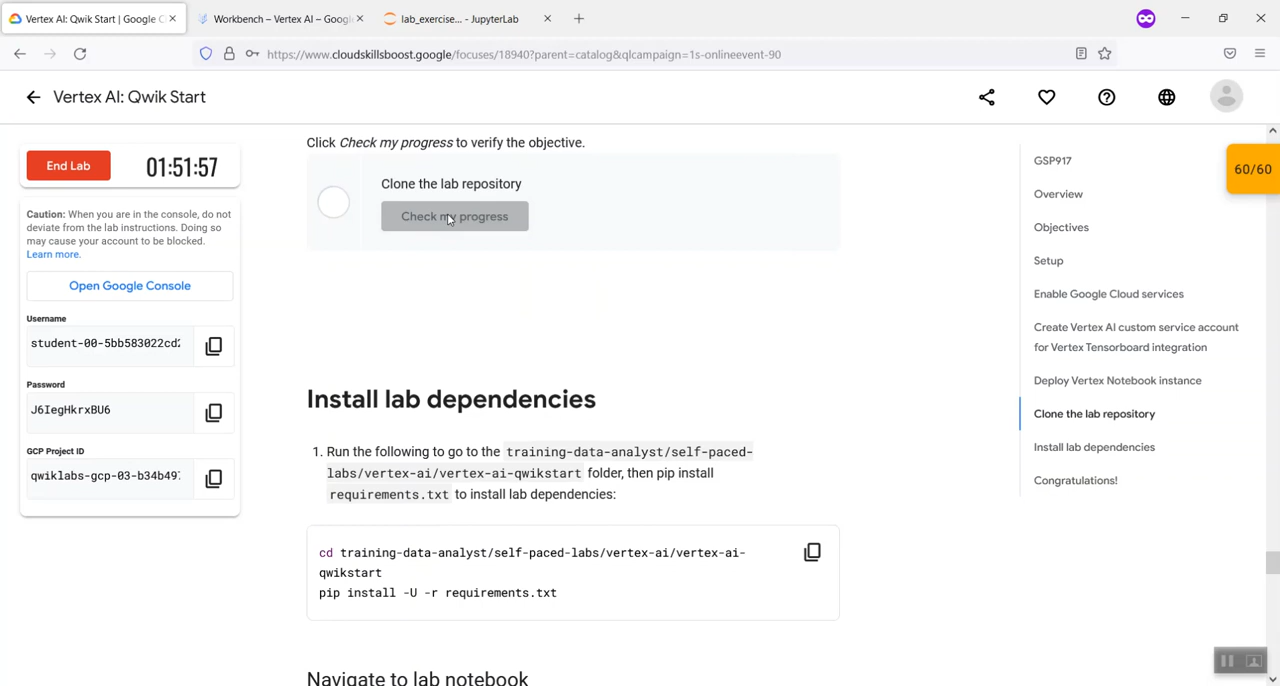 Vertex AI: Qwik Start | Google C
Workbench – Vertex AI – Googl
lab_exercise... - JupyterLab
https://www.cloudskillsboost.google/focuses/18940?parent=catalog&qlcampaign=1s-onlineevent-90
Vertex AI: Qwik Start
End Lab
01:51:57
Caution: When you are in the console, do not
deviate from the lab instructions. Doing so
may cause your account to be blocked.
Learn more.
Open Google Console
Username
student-00-5bb583022cd2
Password
J6IegHkrxBU6
GCP Project ID
qwiklabs-gcp-03-b34b497
Click Check my progress to verify the objective.
Clone the lab repository
Check my progress
Install lab dependencies
1. Run the following to go to the training-data-analyst/self-paced-
labs/vertex-ai/vertex-ai-qwikstart folder, then pip install
requirements.txt to install lab dependencies:
cd training-data-analyst/self-paced-labs/vertex-ai/vertex-ai-
qwikstart
pip install -U -r requirements.txt
Navigate to lab notebook
GSP917
Overview
Objectives
Setup
Enable Google Cloud services
Create Vertex AI custom service account
for Vertex Tensorboard integration
Deploy Vertex Notebook instance
Clone the lab repository
Install lab dependencies
Congratulations!
60/60